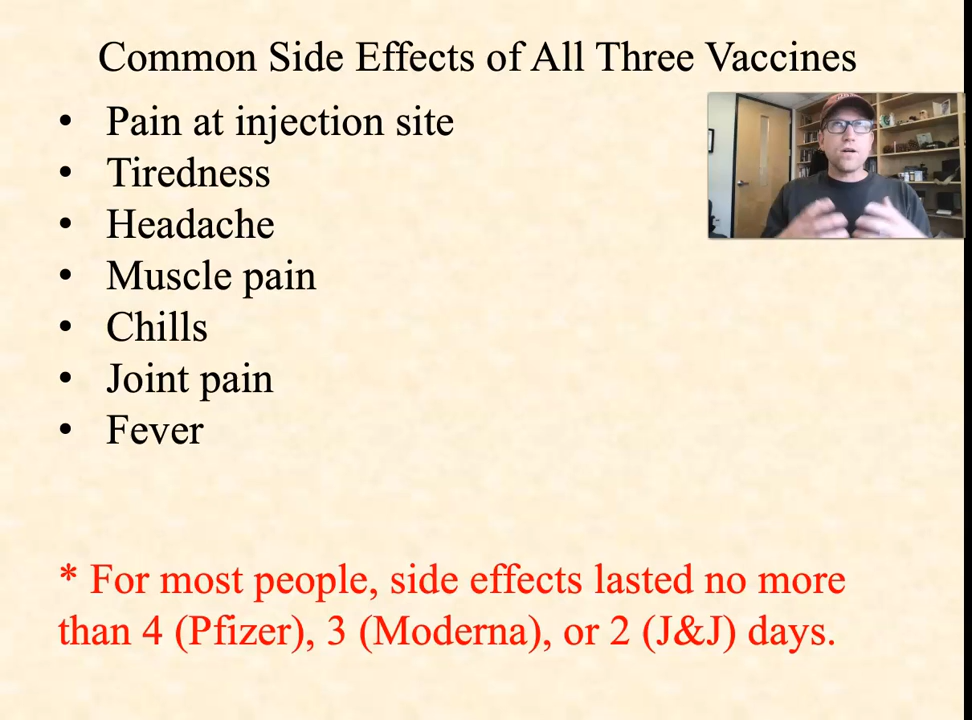 Common Side Effects of All Three Vaccines
• Pain at injection site
• Tiredness
• Headache
• Muscle pain
• Chills
• Joint pain
• Fever
* For most people, side effects lasted no more
than 4 (Pfizer), 3 (Moderna), or 2 (J&J) days.